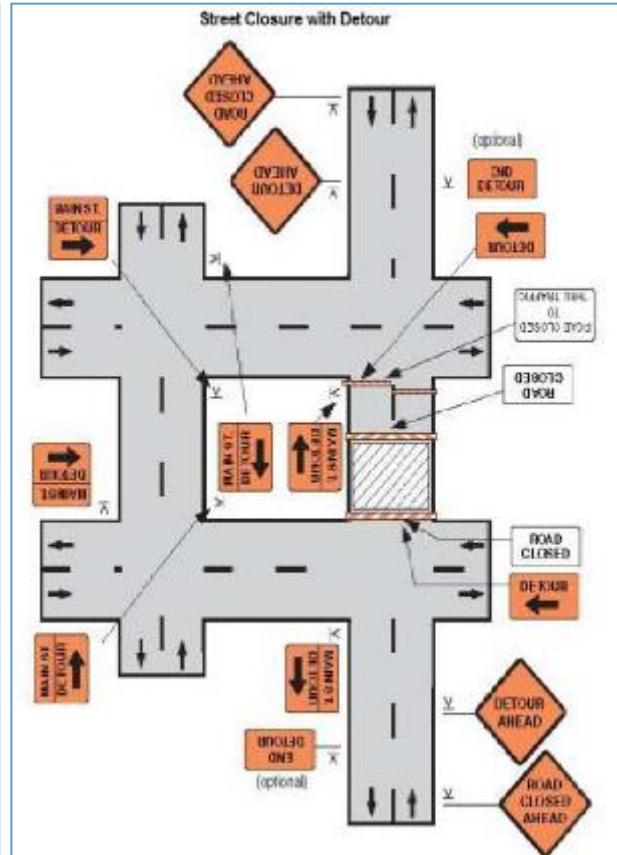 Street Closure with Detour
ROAD
CLOSED
AHEAD
DETOUR
AHEAD
(optional)
END
DETOUR
MAIN ST.
DETOUR
DETOUR
ROAD CLOSED
TO
THRU TRAFFIC
ROAD
CLOSED
MAIN ST.
DETOUR
MAIN ST.
DETOUR
MAIN ST.
DETOUR
ROAD
CLOSED
DETOUR
MAIN ST
DETOUR
MAIN ST.
DETOUR
DETOUR
AHEAD
END
DETOUR
(optional)
ROAD
CLOSED
AHEAD